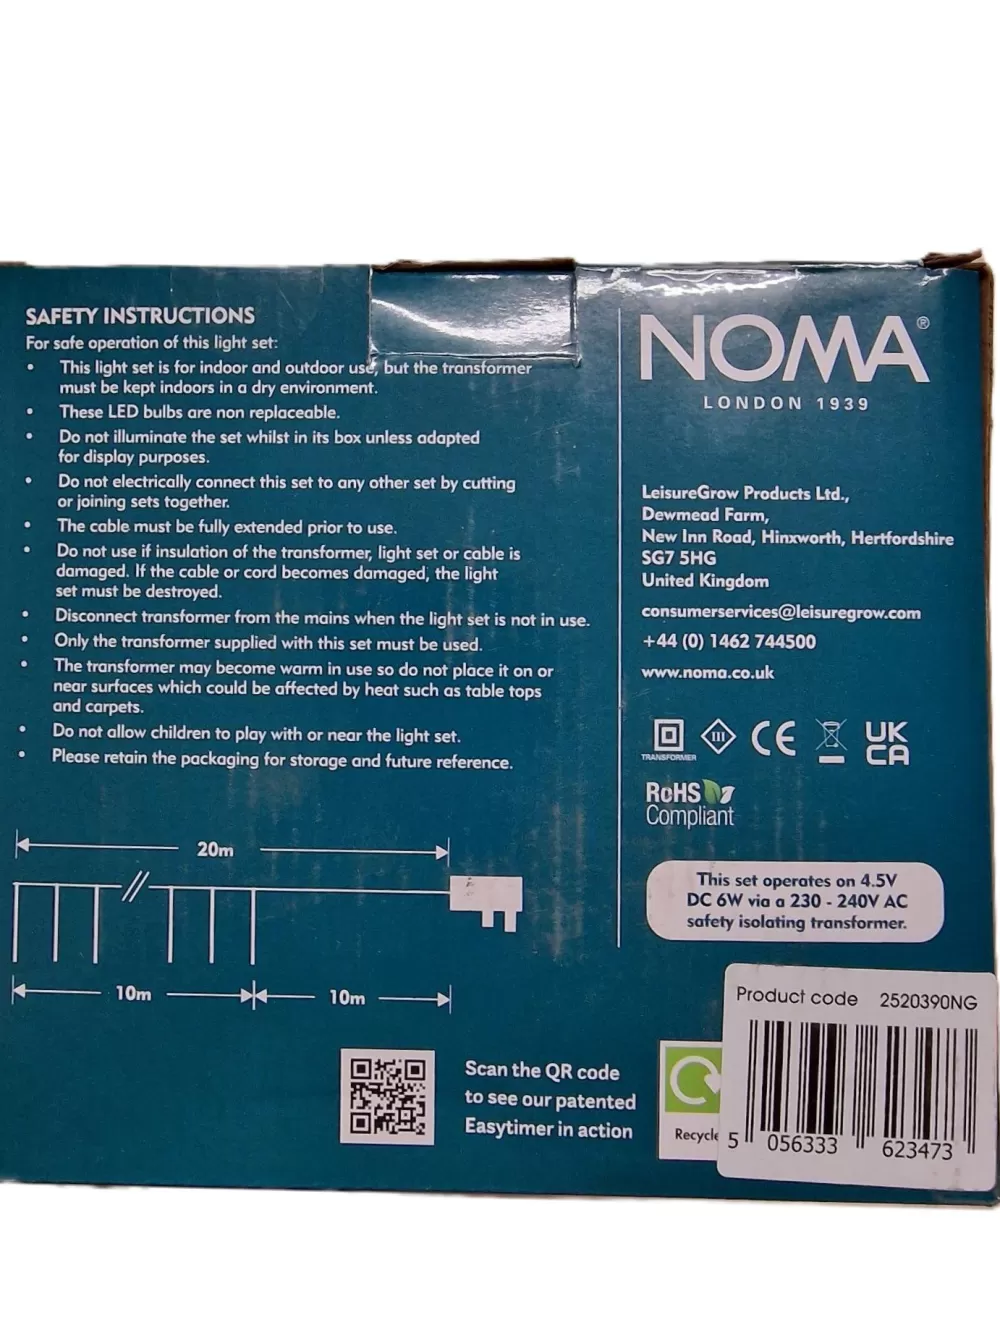 SAFETY INSTRUCTIONS
For safe operation of this light set:
• This light set is for indoor and outdoor use, but the transformer
must be kept indoors in a dry environment.
• These LED bulbs are non replaceable.
• Do not illuminate the set whilst in its box unless adapted
for display purposes.
• Do not electrically connect this set to any other set by cutting
or joining sets together.
• The cable must be fully extended prior to use.
• Do not use if insulation of the transformer, light set or cable is
damaged. If the cable or cord becomes damaged, the light
set must be destroyed.
• Disconnect transformer from the mains when the light set is not in use.
• Only the transformer supplied with this set must be used.
• The transformer may become warm in use so do not place it on or
near surfaces which could be affected by heat such as table tops
and carpets.
• Do not allow children to play with or near the light set.
• Please retain the packaging for storage and future reference.
20m
10m
10m
Scan the QR code
to see our patented
Easytimer in action
NOMA®
LONDON 1939
LeisureGrow Products Ltd.,
Dewmead Farm,
New Inn Road, Hinxworth, Hertfordshire
SG7 5HG
United Kingdom
consumerservices@leisuregrow.com
+44 (0) 1462 744500
www.noma.co.uk
TRANSFORMER
III
CE
UK
CA
RoHS
Compliant
This set operates on 4.5V
DC 6W via a 230 - 240V AC
safety isolating transformer.
Recycle
Product code 2520390NG
5 056333 623473